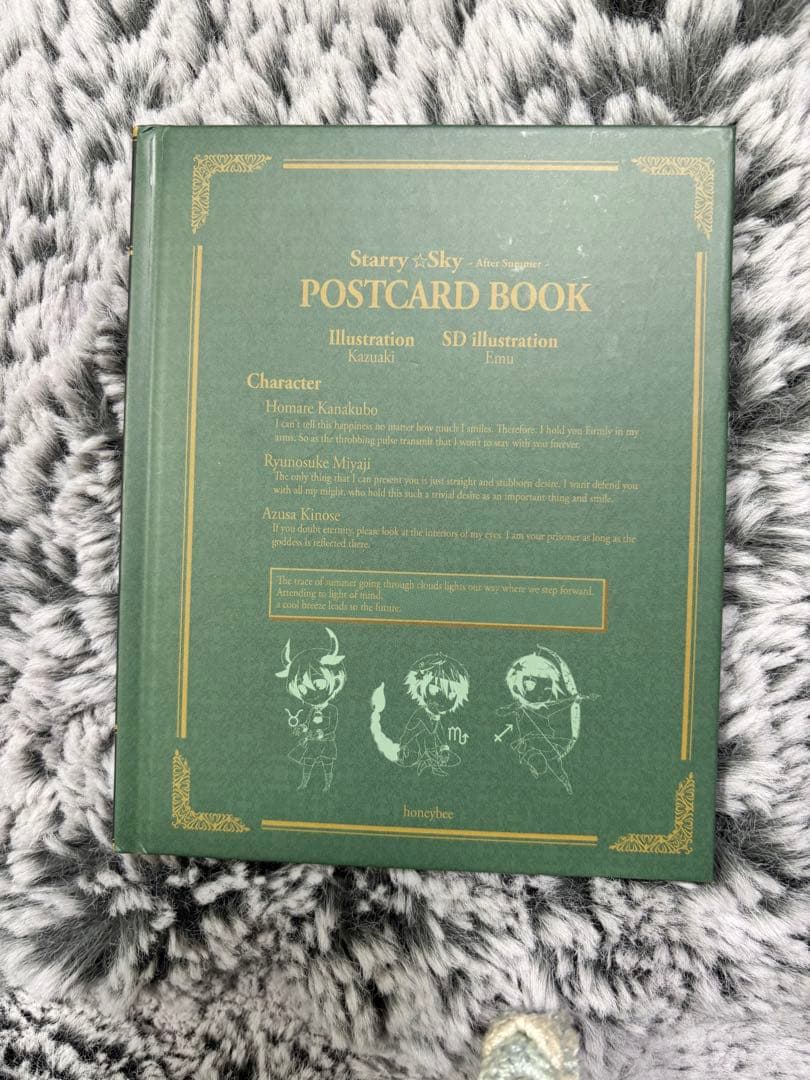 Starry ☆ Sky - After Summer -
POSTCARD BOOK
Illustration SD illustration
Kazuaki Emu
Character
Homare Kanakubo
I can't tell this happiness no matter how much I smiles. Therefore, I hold you firmly in my
arms. So as the throbbing pulse transmit that I won't to stay with you forever.
Ryunosuke Miyaji
The only thing that I can present you is just straight and stubborn desire. I want defend you
with all my might, who hold this such a trivial desire as an important thing and smile.
Azusa Kinose
If you doubt eternity, please look at the interiors of my eyes. I am your prisoner as long as the
goddess is reflected there.
The trace of summer going through clouds lights our way where we step forward.
Attending to light of mind,
a cool breeze leads to the future.
honeybee